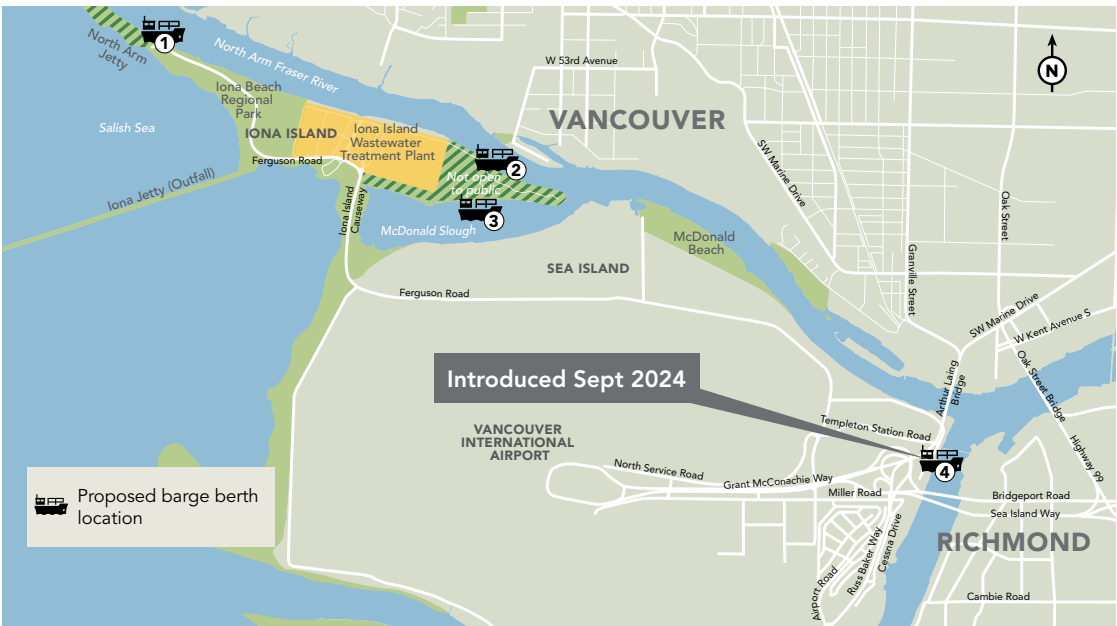 North Arm
Jetty
1
North Arm Fraser River
W 53rd Avenue
N
VANCOUVER
Iona Beach
Regional
Park
Salish Sea
IONA ISLAND
Iona Island
Wastewater
Treatment Plant
Ferguson Road
2
Not open
to public
SW Marine Drive
Iona Jetty (Outfall)
Iona Island
Causeway
3
McDonald Slough
McDonald
Beach
Oak Street
Granville Street
SEA ISLAND
Ferguson Road
SW Marine Drive
W Kent Avenue S
Introduced Sept 2024
Arthur Laing
Bridge
Oak Street Bridge
Highway 99
VANCOUVER
INTERNATIONAL
AIRPORT
Templeton Station Road
4
North Service Road
Grant McConachie Way
Miller Road
Bridgeport Road
Sea Island Way
RICHMOND
Proposed barge berth
location
Cessna Drive
Russ Baker Way
Airport Road
Cambie Road